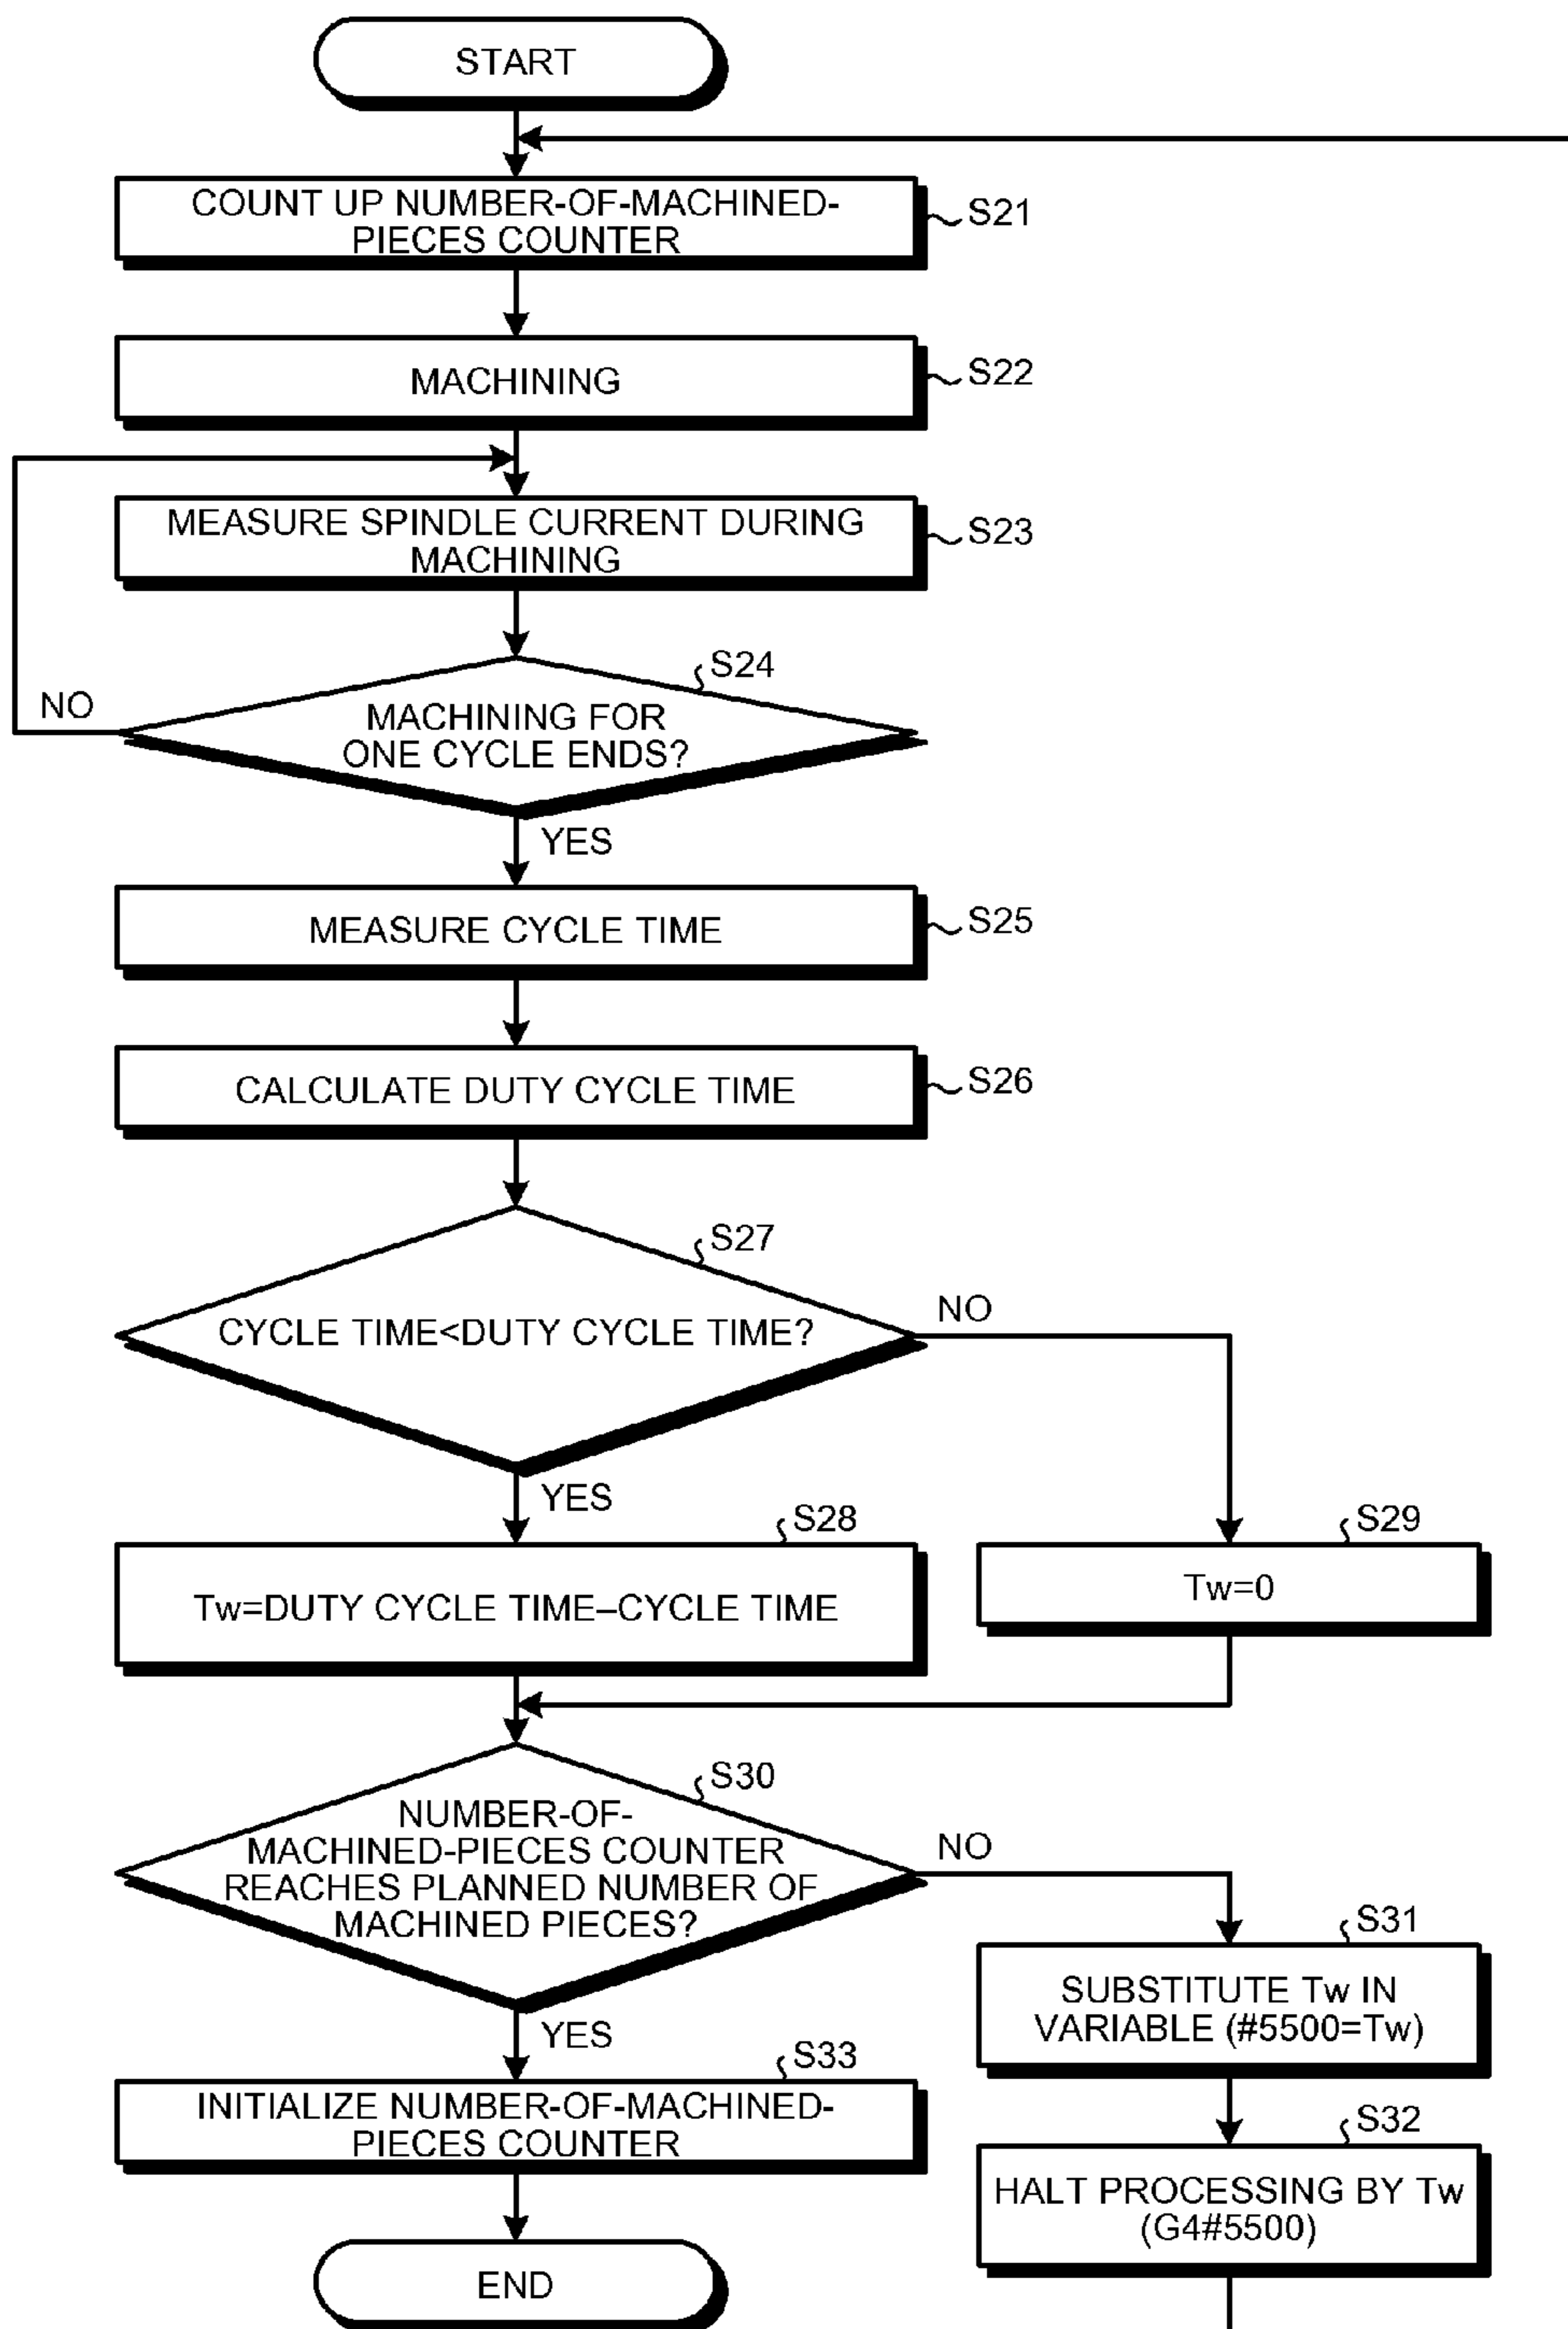 START
COUNT UP NUMBER-OF-MACHINED-
PIECES COUNTER
S21
MACHINING
S22
MEASURE SPINDLE CURRENT DURING
MACHINING
S23
S24
NO
MACHINING FOR
ONE CYCLE ENDS?
YES
MEASURE CYCLE TIME
S25
CALCULATE DUTY CYCLE TIME
S26
S27
CYCLE TIME<DUTY CYCLE TIME?
NO
YES
S28
Tw=DUTY CYCLE TIME–CYCLE TIME
S29
Tw=0
S30
NUMBER-OF-
MACHINED-PIECES COUNTER
REACHES PLANNED NUMBER OF
MACHINED PIECES?
NO
YES
S31
SUBSTITUTE Tw IN
VARIABLE (#5500=Tw)
S33
INITIALIZE NUMBER-OF-MACHINED-
PIECES COUNTER
S32
HALT PROCESSING BY Tw
(G4#5500)
END